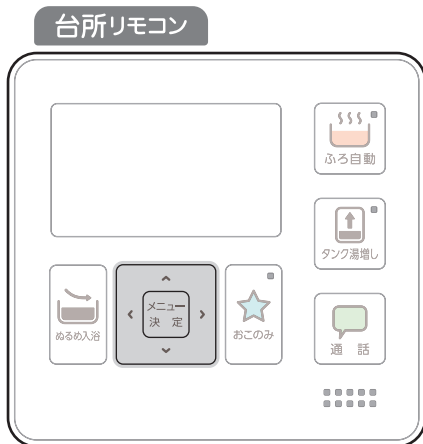 台所リモコン
ふろ自動
タンク湯増し
ぬるめ入浴
メニュー
決 定
おこのみ
通 話